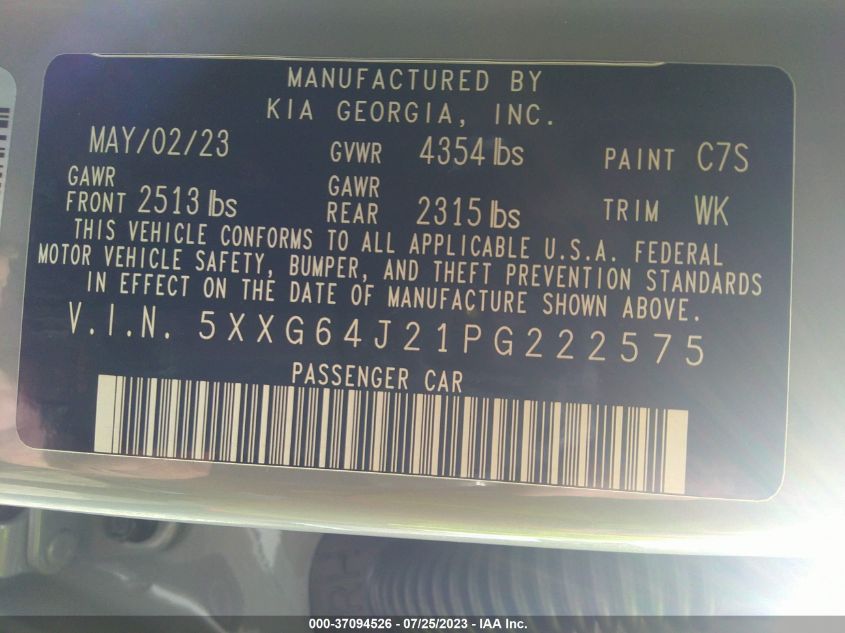 MANUFACTURED BY
KIA GEORGIA, INC.
MAY/02/23 GVWR 4354 lbs PAINT C7S
GAWR FRONT 2513 lbs GAWR REAR 2315 lbs TRIM WK
THIS VEHICLE CONFORMS TO ALL APPLICABLE U.S.A. FEDERAL
MOTOR VEHICLE SAFETY, BUMPER, AND THEFT PREVENTION STANDARDS
IN EFFECT ON THE DATE OF MANUFACTURE SHOWN ABOVE.
V.I.N. 5XXG64J21PG222575
PASSENGER CAR
000-37094526 - 07/25/2023 - IAA Inc.